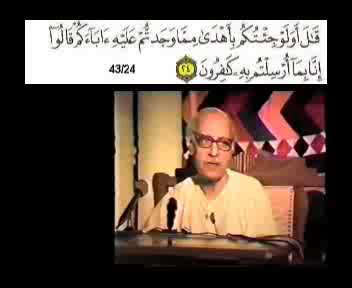 قَـٰلَ أَوَلَوْ جِئْتُكُم بِأَهْدَىٰ مِمَّا وَجَدتُّمْ عَلَيْهِ ءَابَآءَكُمْ قَالُوٓا۟
إِنَّا بِمَآ أُرْسِلْتُم بِهِۦ كَـٰفِرُونَ ٢٤
43/24